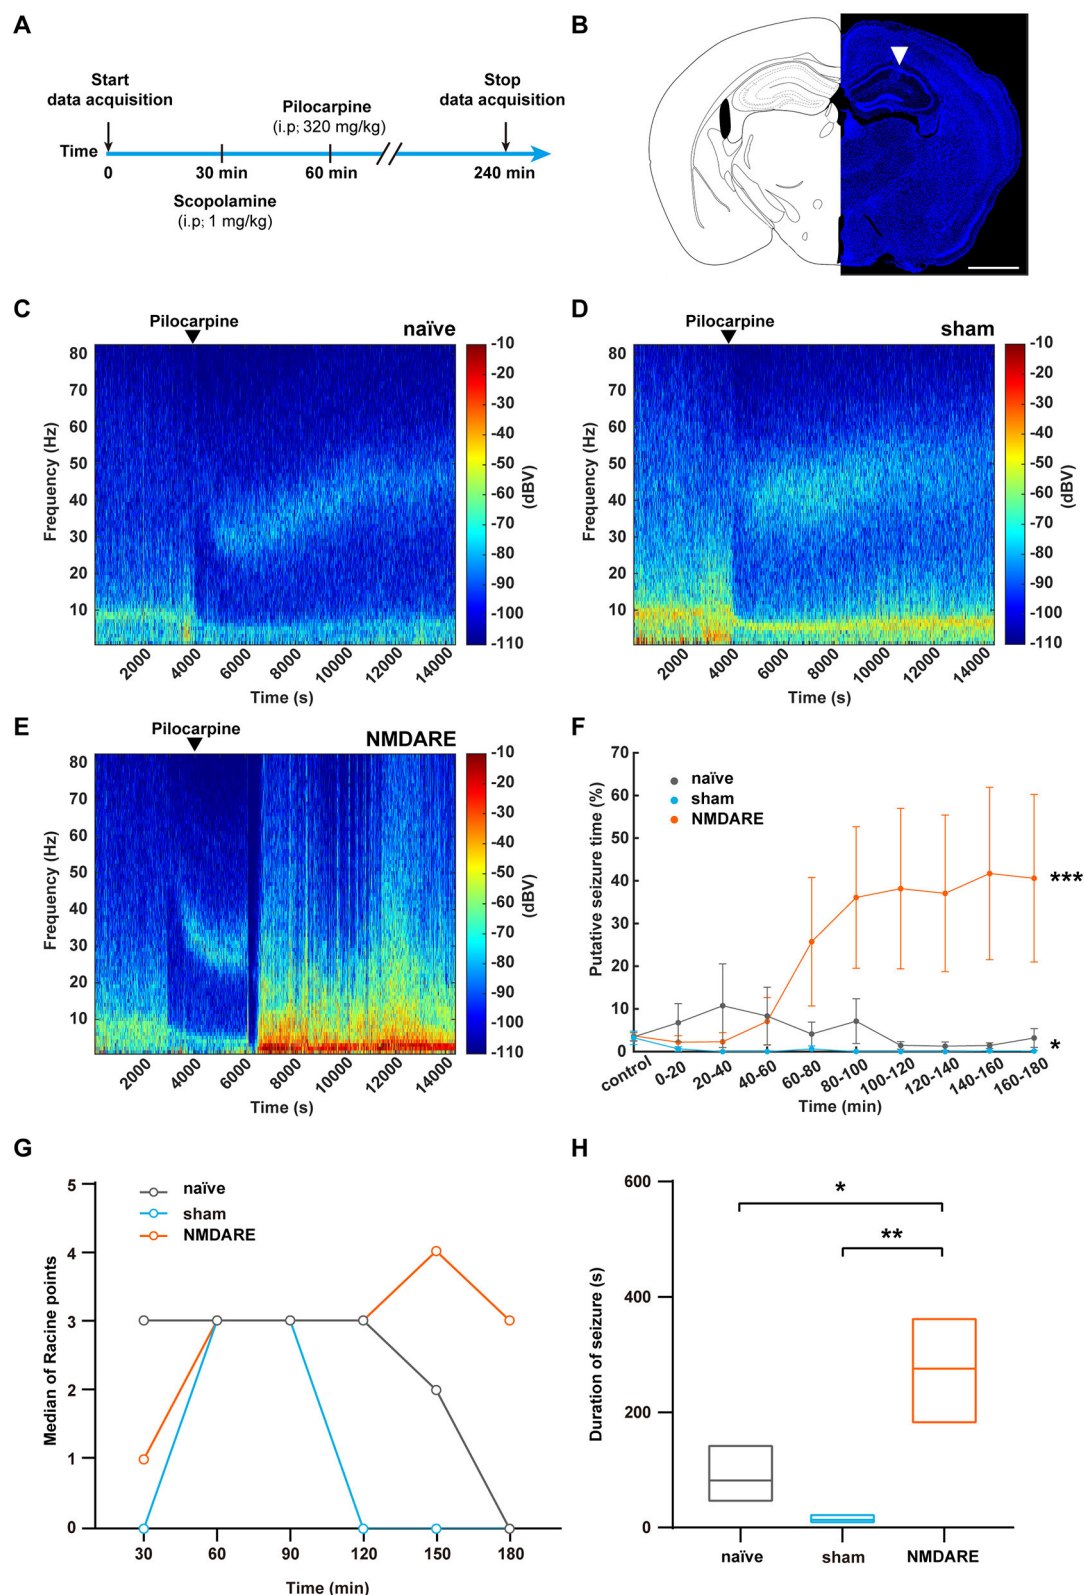 A
Start
data acquisition
Stop
data acquisition
Pilocarpine
(i.p; 320 mg/kg)
Time
0
30 min
60 min
240 min
Scopolamine
(i.p; 1 mg/kg)
B
C
Pilocarpine
naïve
80
70
60
50
40
30
20
10
Frequency (Hz)
2000
4000
6000
8000
10000
12000
14000
Time (s)
-10
-20
-30
-40
-50
-60
-70
-80
-90
-100
-110
(dBV)
D
Pilocarpine
sham
80
70
60
50
40
30
20
10
Frequency (Hz)
2000
4000
6000
8000
10000
12000
14000
Time (s)
-10
-20
-30
-40
-50
-60
-70
-80
-90
-100
-110
(dBV)
E
Pilocarpine
NMDARE
80
70
60
50
40
30
20
10
Frequency (Hz)
2000
4000
6000
8000
10000
12000
14000
Time (s)
-10
-20
-30
-40
-50
-60
-70
-80
-90
-100
-110
(dBV)
F
70
60
50
40
30
20
10
0
Putative seizure time (%)
naïve
sham
NMDARE
***
*
control
0-20
20-40
40-60
60-80
80-100
100-120
120-140
140-160
160-180
Time (min)
G
5
4
3
2
1
0
Median of Racine points
naïve
sham
NMDARE
30
60
90
120
150
180
Time (min)
H
600
400
200
0
Duration of seizure (s)
*
**
naïve
sham
NMDARE